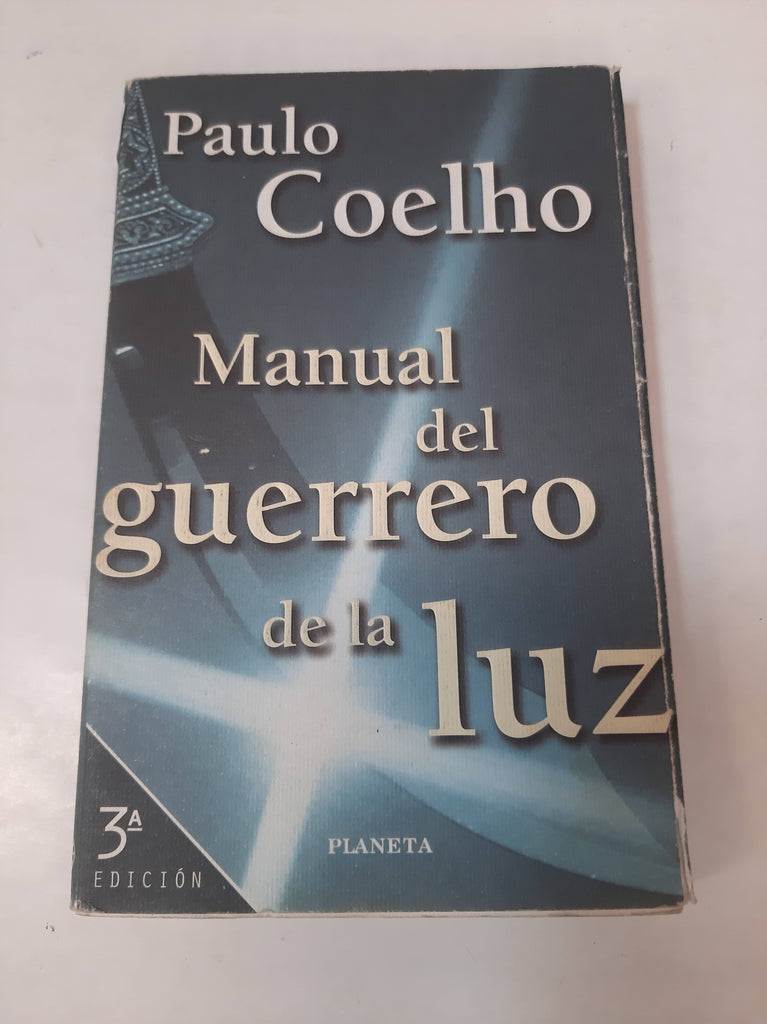 Paulo
Coelho
Manual
del
guerrero
de la luz
3ª
EDICIÓN
PLANETA